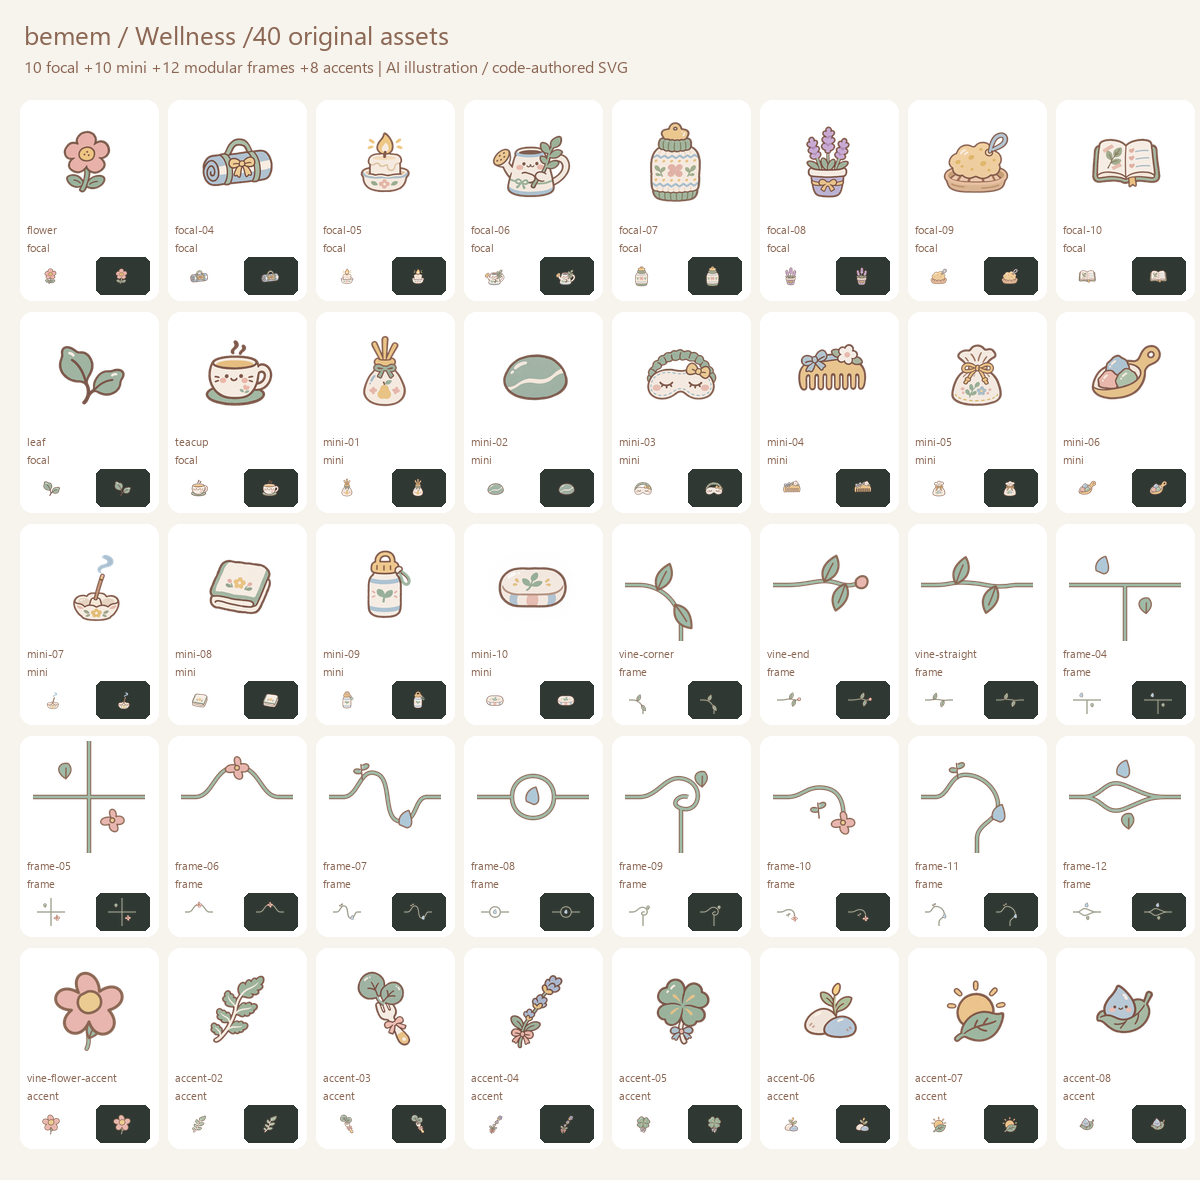 bemem / Wellness /40 original assets
10 focal +10 mini +12 modular frames +8 accents | AI illustration / code-authored SVG
flower
focal
focal-04
focal
focal-05
focal
focal-06
focal
focal-07
focal
focal-08
focal
focal-09
focal
focal-10
focal
leaf
focal
teacup
focal
mini-01
mini
mini-02
mini
mini-03
mini
mini-04
mini
mini-05
mini
mini-06
mini
mini-07
mini
mini-08
mini
mini-09
mini
mini-10
mini
vine-corner
frame
vine-end
frame
vine-straight
frame
frame-04
frame
frame-05
frame
frame-06
frame
frame-07
frame
frame-08
frame
frame-09
frame
frame-10
frame
frame-11
frame
frame-12
frame
vine-flower-accent
accent
accent-02
accent
accent-03
accent
accent-04
accent
accent-05
accent
accent-06
accent
accent-07
accent
accent-08
accent